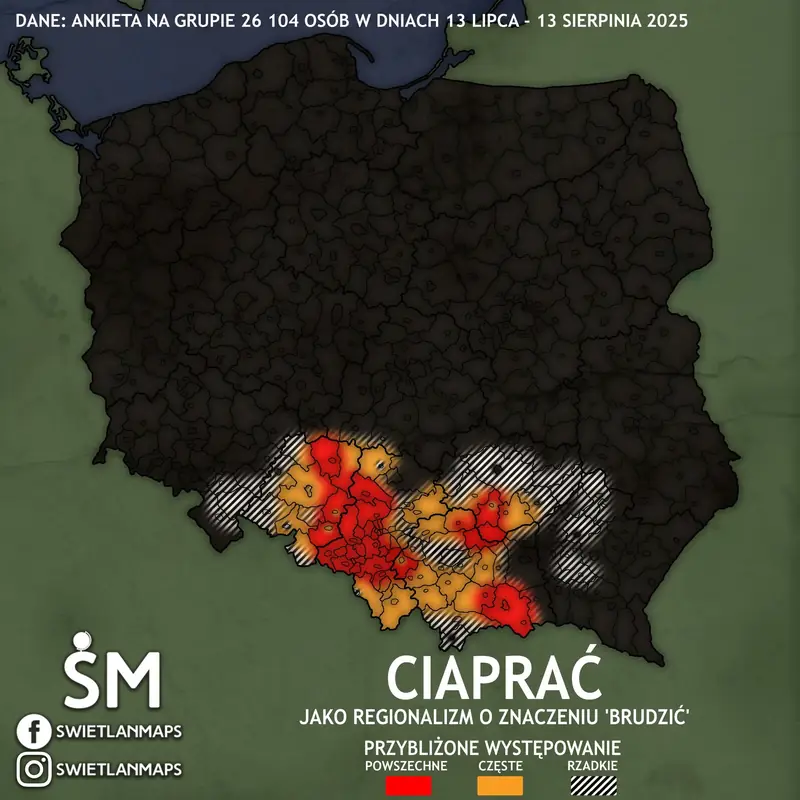 DANE: ANKIETA NA GRUPIE 26 104 OSÓB W DNIACH 13 LIPCA - 13 SIERPINIA 2025
ŚM
SWIETLANMAPS
SWIETLANMAPS
CIAPRAĆ
JAKO REGIONALIZM O ZNACZENIU 'BRUDZIĆ'
PRZYBLIŻONE WYSTĘPOWANIE
POWSZECHNE CZĘSTE RZADKIE